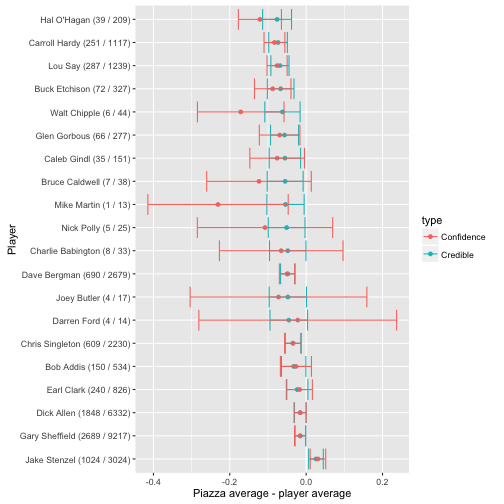 Player
Hal O'Hagan (39 / 209)
Carroll Hardy (251 / 1117)
Lou Say (287 / 1239)
Buck Etchison (72 / 327)
Walt Chipple (6 / 44)
Glen Gorbous (66 / 277)
Caleb Gindl (35 / 151)
Bruce Caldwell (7 / 38)
Mike Martin (1 / 13)
Nick Polly (5 / 25)
Charlie Babington (8 / 33)
Dave Bergman (690 / 2679)
Joey Butler (4 / 17)
Darren Ford (4 / 14)
Chris Singleton (609 / 2230)
Bob Addis (150 / 534)
Earl Clark (240 / 826)
Dick Allen (1848 / 6332)
Gary Sheffield (2689 / 9217)
Jake Stenzel (1024 / 3024)
-0.4 -0.2 0.0 0.2
Piazza average - player average
type
Confidence
Credible